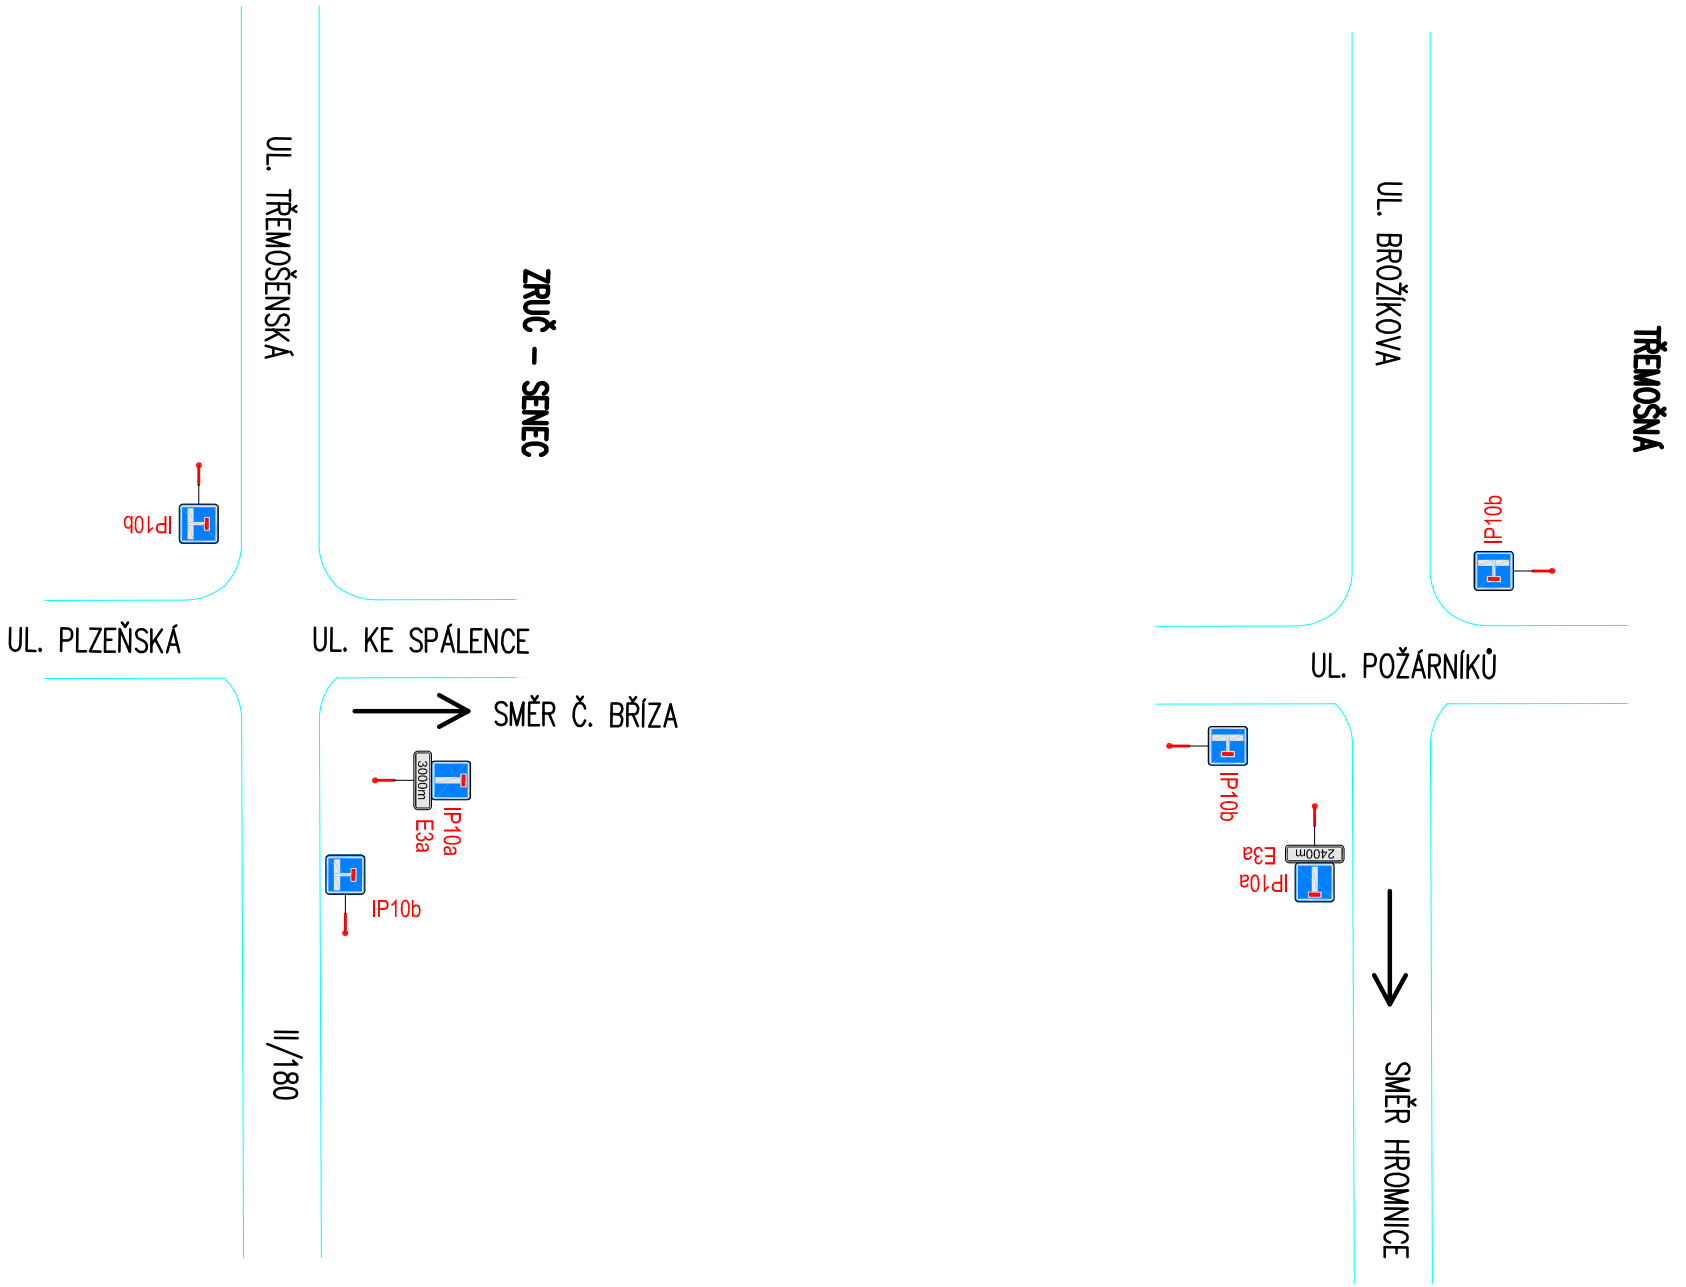 UL. TŘEMOŠENSKÁ
ZRUČ - SENEC
IP10b
UL. PLZEŇSKÁ
UL. KE SPÁLENCE
SMĚR Č. BŘÍZA
3000m
IP10a
E3a
IP10b
II/180
UL. BROŽÍKOVA
TŘEMOŠNÁ
IP10b
UL. POŽÁRNÍKŮ
IP10b
2400m
E3a
IP10a
SMĚR HROMNICE